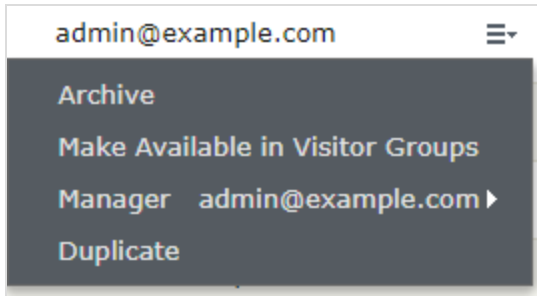 admin@example.com
Archive
Make Available in Visitor Groups
Manager admin@example.com
Duplicate